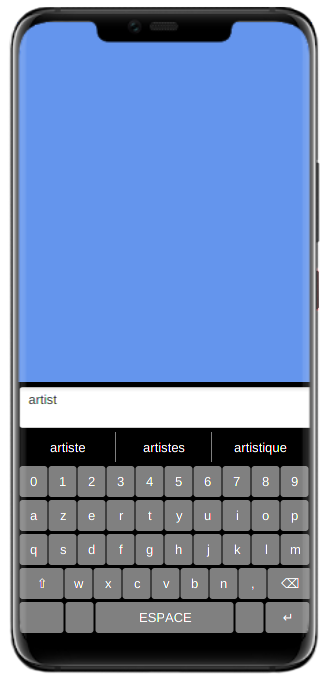 artist
artiste artistes artistique
0 1 2 3 4 5 6 7 8 9
a z e r t y u i o p
q s d f g h j k l m
⇧ w x c v b n , ⌫
ESPACE ↵